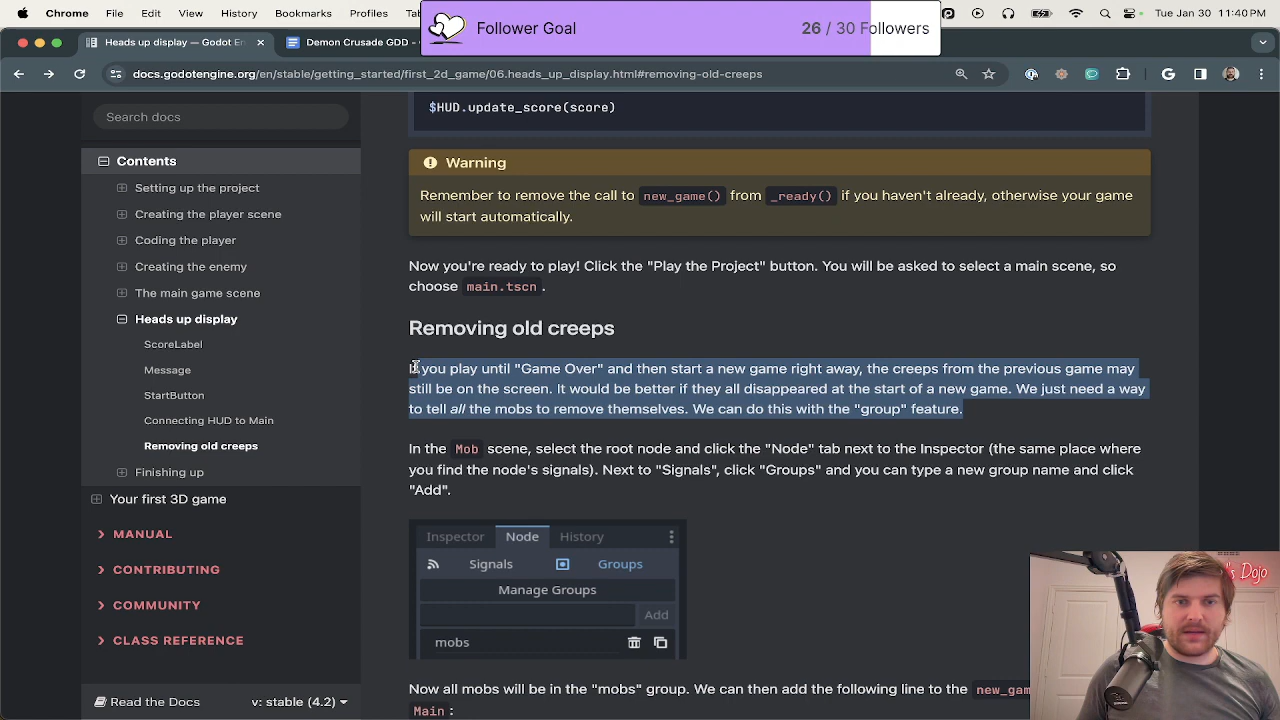 Chrome
File
Edit
View
History
Bookmarks
Profiles
Tue Jan 30 11:40 PM
Follower Goal
26 / 30 Followers
Heads up display — Godot En
Demon Crusade GDD -
docs.godotengine.org/en/stable/getting_started/first_2d_game/06.heads_up_display.html#removing-old-creeps
Search docs
Contents
Setting up the project
Creating the player scene
Coding the player
Creating the enemy
The main game scene
Heads up display
ScoreLabel
Message
StartButton
Connecting HUD to Main
Removing old creeps
Finishing up
Your first 3D game
MANUAL
CONTRIBUTING
COMMUNITY
CLASS REFERENCE
Read the Docs
v: stable (4.2)
$HUD.update_score(score)
Warning
Remember to remove the call to new_game() from _ready() if you haven't already, otherwise your game
will start automatically.
Now you're ready to play! Click the "Play the Project" button. You will be asked to select a main scene, so
choose main.tscn .
Removing old creeps
If you play until "Game Over" and then start a new game right away, the creeps from the previous game may
still be on the screen. It would be better if they all disappeared at the start of a new game. We just need a way
to tell all the mobs to remove themselves. We can do this with the "group" feature.
In the Mob scene, select the root node and click the "Node" tab next to the Inspector (the same place where
you find the node's signals). Next to "Signals", click "Groups" and you can type a new group name and click
"Add".
Inspector
Node
History
Signals
Groups
Manage Groups
Add
mobs
Now all mobs will be in the "mobs" group. We can then add the following line to the new_gam
Main :
's Dojo